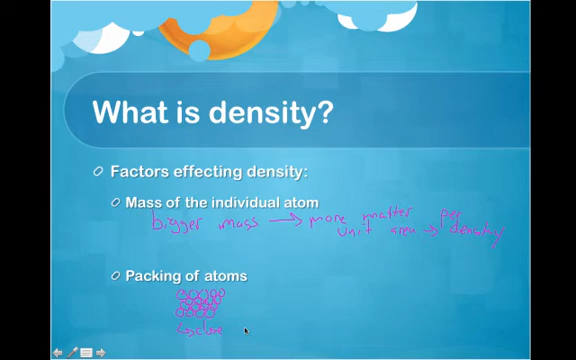 What is density?
Factors effecting density:
Mass of the individual atom
bigger mass → more matter per
unit area → density
Packing of atoms
↳ close